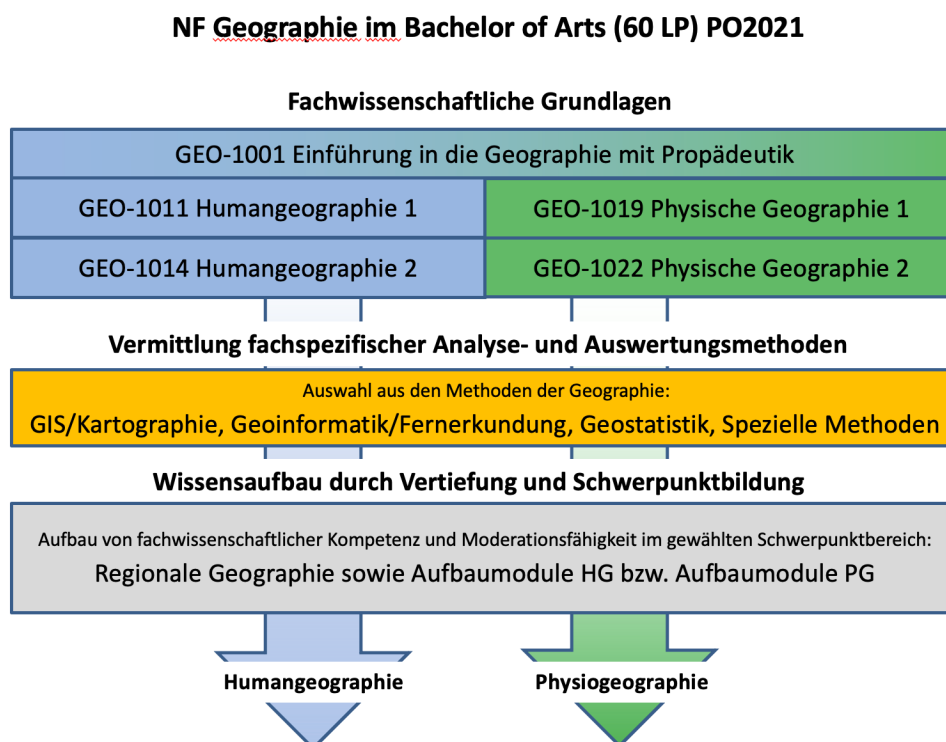 NF Geographie im Bachelor of Arts (60 LP) PO2021
Fachwissenschaftliche Grundlagen
GEO-1001 Einführung in die Geographie mit Propädeutik
GEO-1011 Humangeographie 1
GEO-1019 Physische Geographie 1
GEO-1014 Humangeographie 2
GEO-1022 Physische Geographie 2
Vermittlung fachspezifischer Analyse- und Auswertungsmethoden
Auswahl aus den Methoden der Geographie:
GIS/Kartographie, Geoinformatik/Fernerkundung, Geostatistik, Spezielle Methoden
Wissensaufbau durch Vertiefung und Schwerpunktbildung
Aufbau von fachwissenschaftlicher Kompetenz und Moderationsfähigkeit im gewählten Schwerpunktbereich:
Regionale Geographie sowie Aufbaumodule HG bzw. Aufbaumodule PG
Humangeographie
Physiogeographie